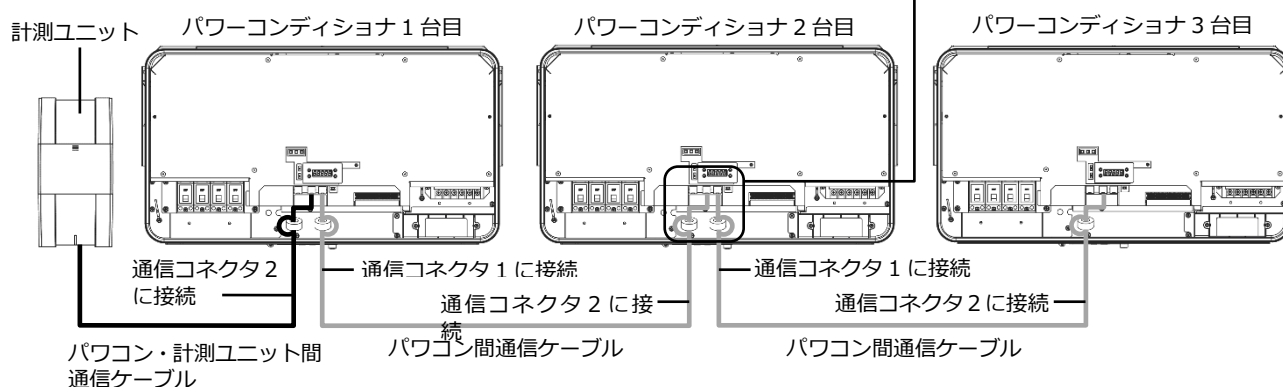 計測ユニット
パワーコンディショナ1台目
パワーコンディショナ2台目
パワーコンディショナ3台目
通信コネクタ2
に接続
通信コネクタ1に接続
通信コネクタ2に接
続
通信コネクタ1に接続
通信コネクタ2に接続
パワコン・計測ユニット間
通信ケーブル
パワコン間通信ケーブル
パワコン間通信ケーブル